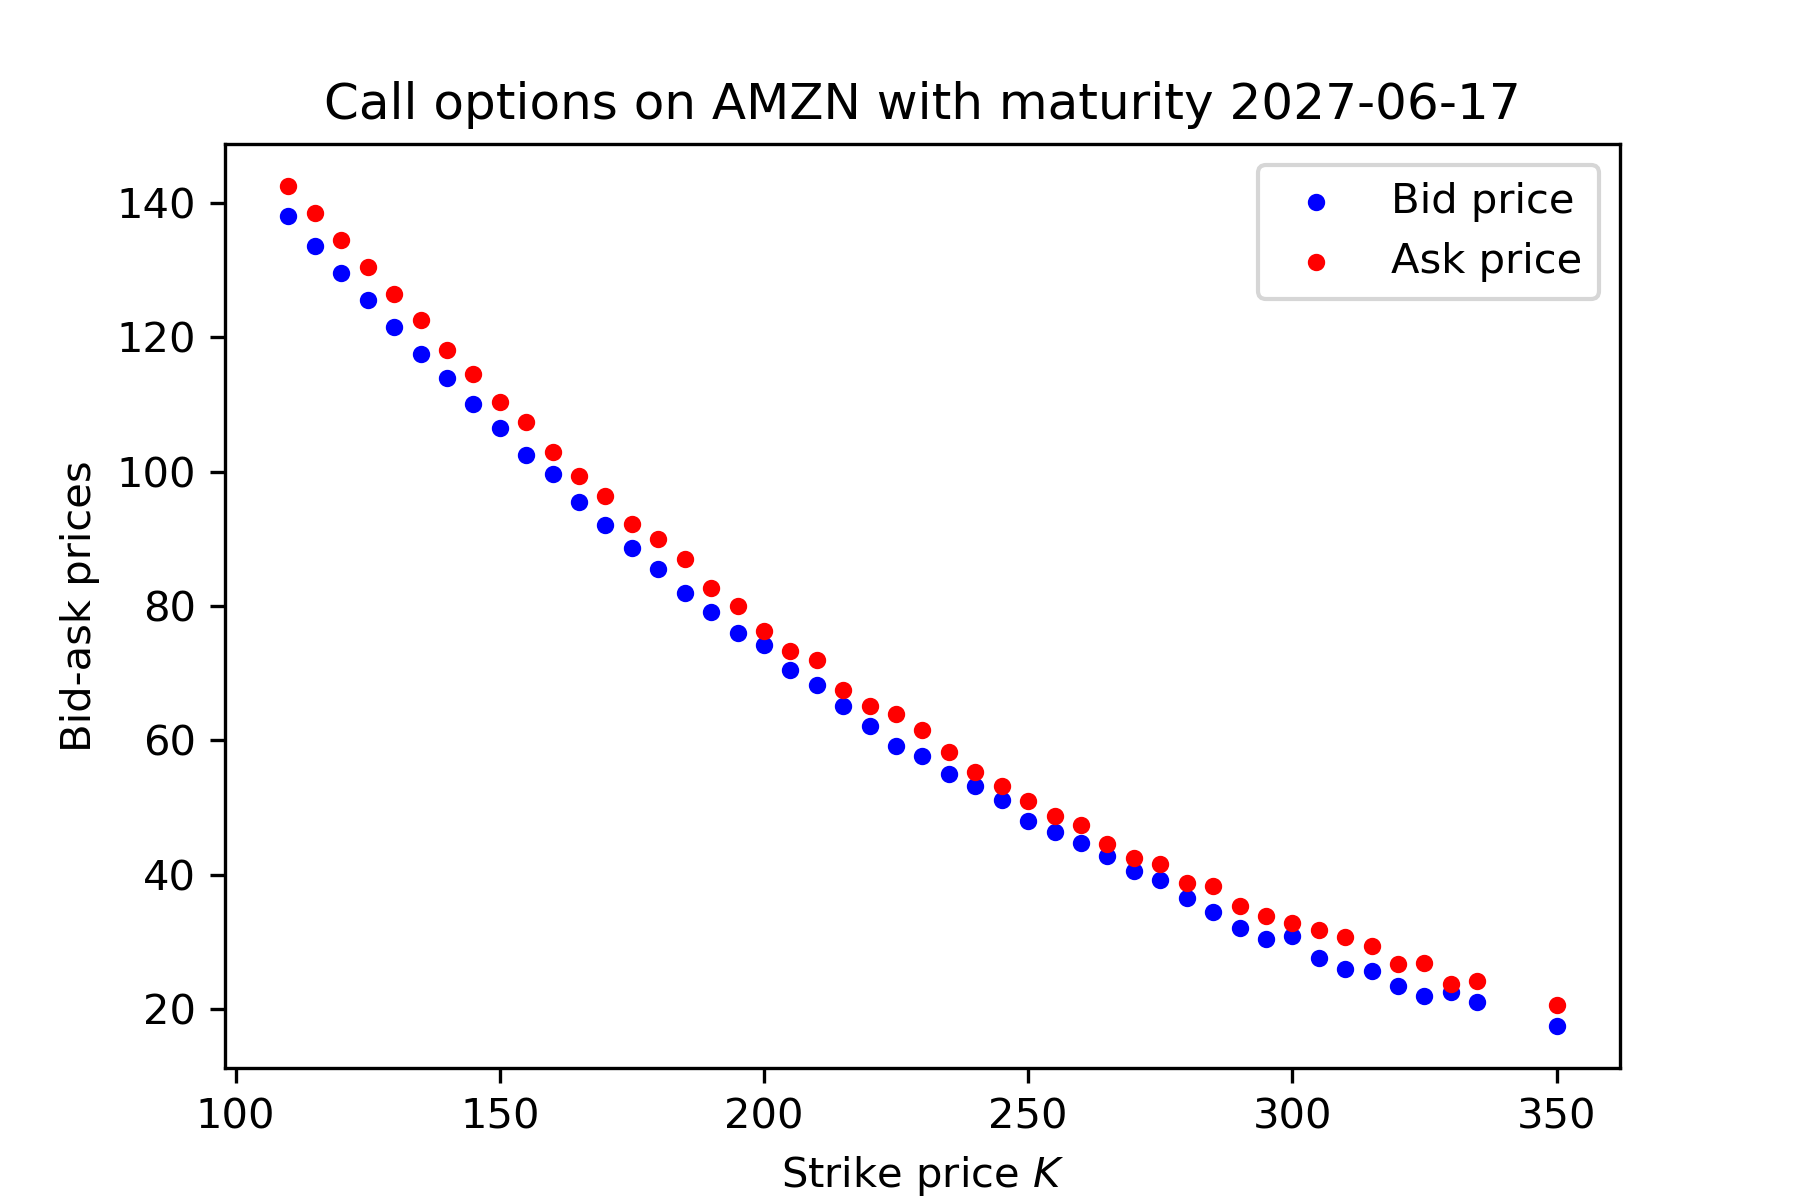 Call options on AMZN with maturity 2027-06-17
Bid price
Ask price
Bid-ask prices
140
120
100
80
60
40
20
100 150 200 250 300 350
Strike price K